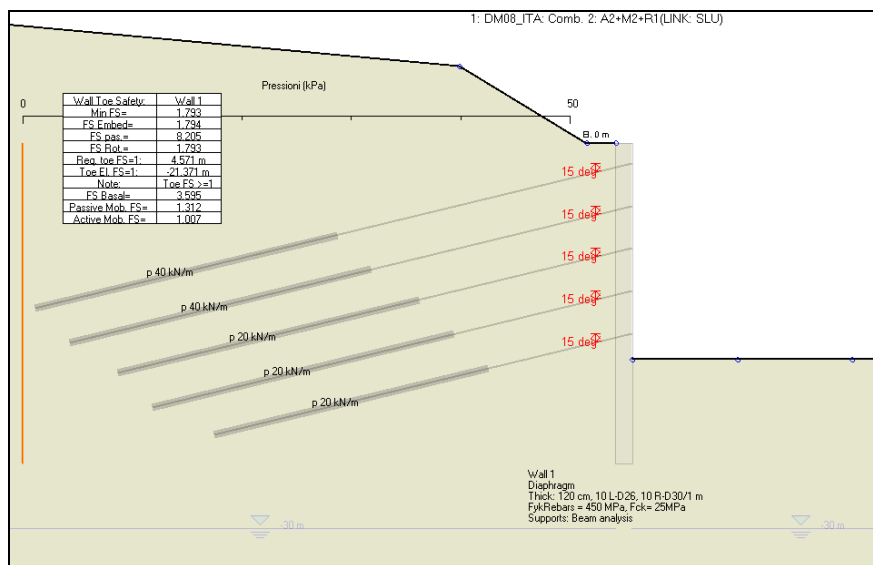 1: DM08_ITA: Comb. 2: A2+M2+R1(LINK: SLU)
Pressioni (kPa)
0
50
El. 0 m
Wall Toe Safety: Wall 1
Min FS= 1.793
FS Embed= 1.794
FS pas.= 8.205
FS Rot.= 1.793
Req. toe FS=1: 4.571 m
Toe El. FS=1: -21.371 m
Note: Toe FS >=1
FS Basal= 3.595
Passive Mob. FS= 1.312
Active Mob. FS= 1.007
15 deg
15 deg
15 deg
15 deg
15 deg
p 40 kN/m
p 40 kN/m
p 20 kN/m
p 20 kN/m
p 20 kN/m
Wall 1
Diaphragm
Thick: 120 cm, 10 L-D26, 10 R-D30/1 m
FykRebars = 450 MPa, Fck= 25MPa
Supports: Beam analysis
-30 m
-30 m